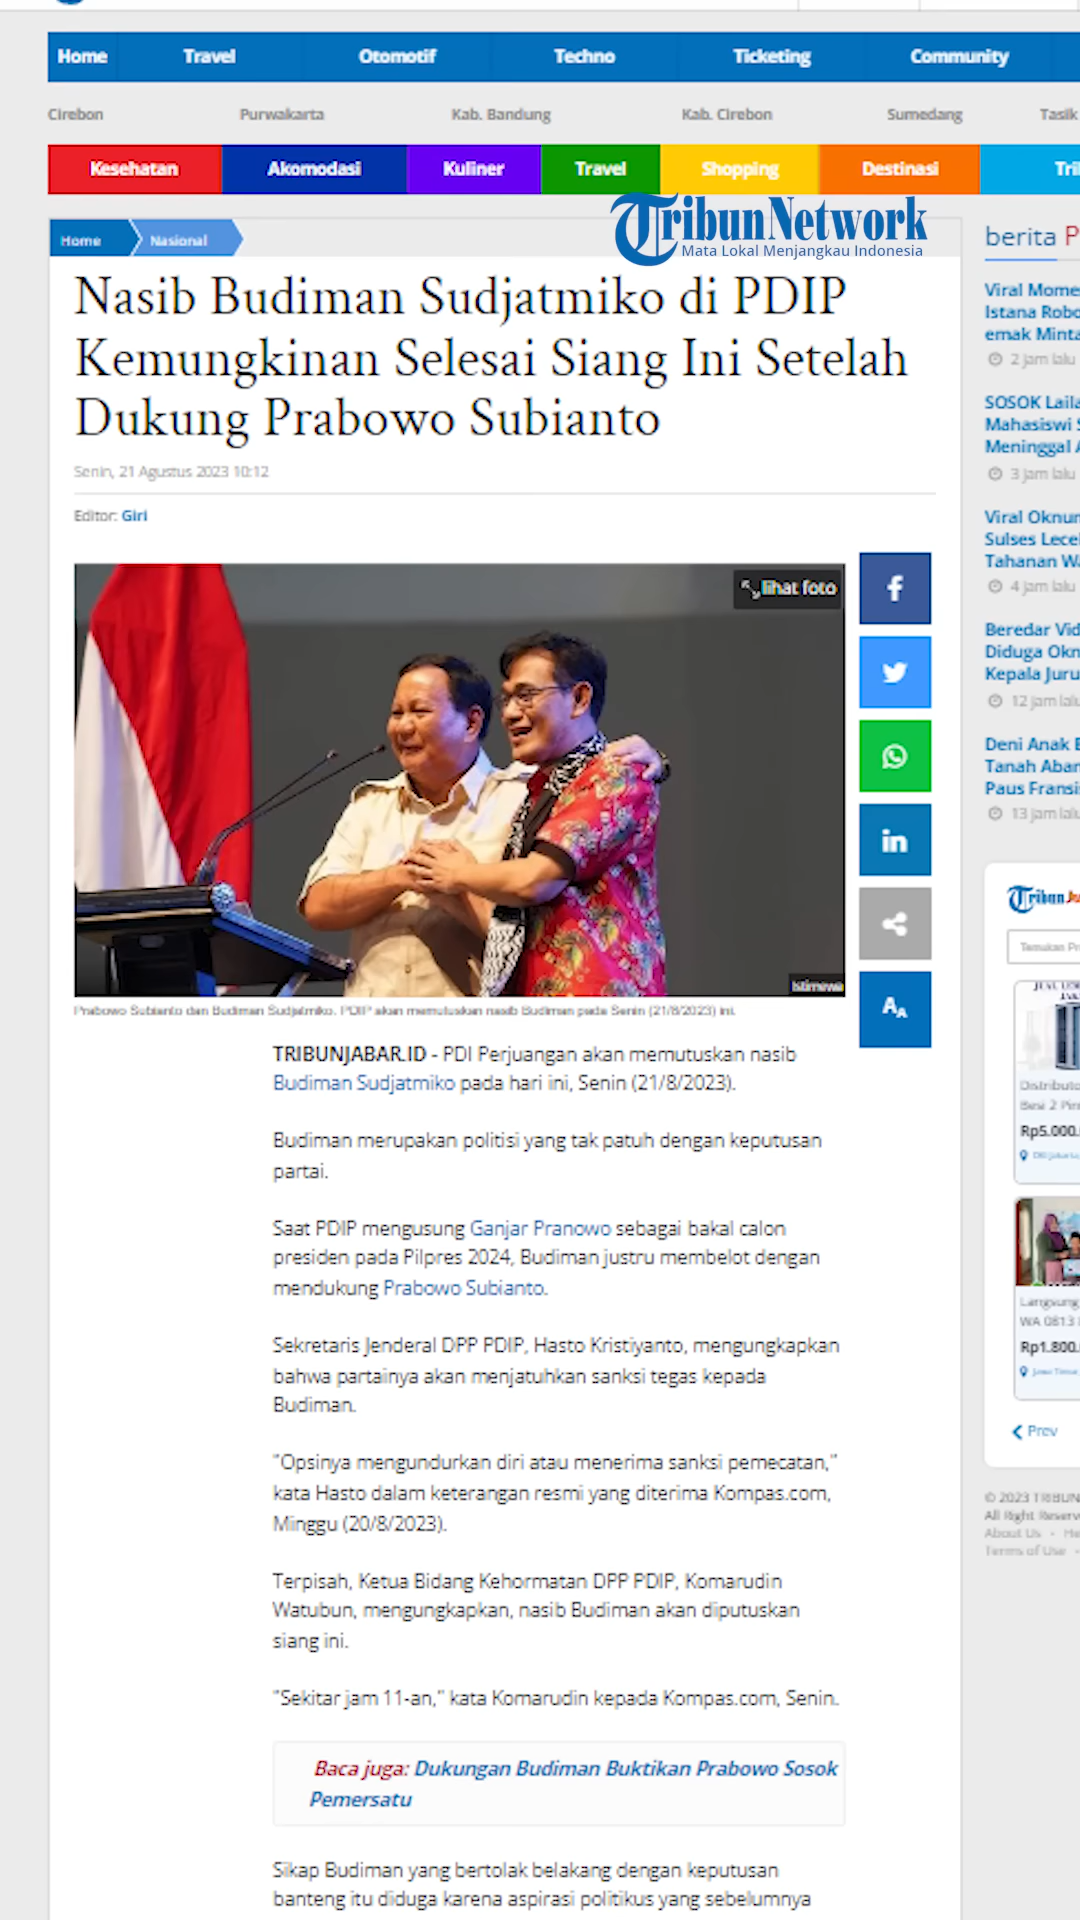 Home Travel Otomotif Techno Ticketing Community
Cirebon Purwakarta Kab. Bandung Kab. Cirebon Sumedang Tasik
Kesehatan Akomodasi Kuliner Travel Shopping Destinasi Tri
TribunNetwork
Mata Lokal Menjangkau Indonesia
Home Nasional
Nasib Budiman Sudjatmiko di PDIP
Kemungkinan Selesai Siang Ini Setelah
Dukung Prabowo Subianto
Senin, 21 Agustus 2023 10:12
Editor: Giri
lihat foto
Istimewa
Prabowo Subianto dan Budiman Sudjatmiko. PDIP akan memutuskan nasib Budiman pada Senin (21/8/2023) ini.
TRIBUNJABAR.ID - PDI Perjuangan akan memutuskan nasib
Budiman Sudjatmiko pada hari ini, Senin (21/8/2023).
Budiman merupakan politisi yang tak patuh dengan keputusan
partai.
Saat PDIP mengusung Ganjar Pranowo sebagai bakal calon
presiden pada Pilpres 2024, Budiman justru membelot dengan
mendukung Prabowo Subianto.
Sekretaris Jenderal DPP PDIP, Hasto Kristiyanto, mengungkapkan
bahwa partainya akan menjatuhkan sanksi tegas kepada
Budiman.
"Opsinya mengundurkan diri atau menerima sanksi pemecatan,"
kata Hasto dalam keterangan resmi yang diterima Kompas.com,
Minggu (20/8/2023).
Terpisah, Ketua Bidang Kehormatan DPP PDIP, Komarudin
Watubun, mengungkapkan, nasib Budiman akan diputuskan
siang ini.
"Sekitar jam 11-an," kata Komarudin kepada Kompas.com, Senin.
Baca juga: Dukungan Budiman Buktikan Prabowo Sosok
Pemersatu
Sikap Budiman yang bertolak belakang dengan keputusan
banteng itu diduga karena aspirasi politikus yang sebelumnya
berita P
Viral Mome
Istana Robo
emak Minta
2 jam lalu
SOSOK Laila
Mahasiswi S
Meninggal A
3 jam lalu
Viral Oknum
Sulses Lece
Tahanan Wa
4 jam lalu
Beredar Vid
Diduga Okn
Kepala Juru
12 jam lalu
Deni Anak B
Tanah Aban
Paus Fransis
13 jam lalu
Tribun
Temukan Pr
Distributo
Besi 2 Pin
Rp5.000.
DKI Jakarta
Langsung
WA 0813
Rp1.800.
Jawa Timur
Prev
© 2023 TRIBUN
All Right Reserv
About Us He
Terms of Use